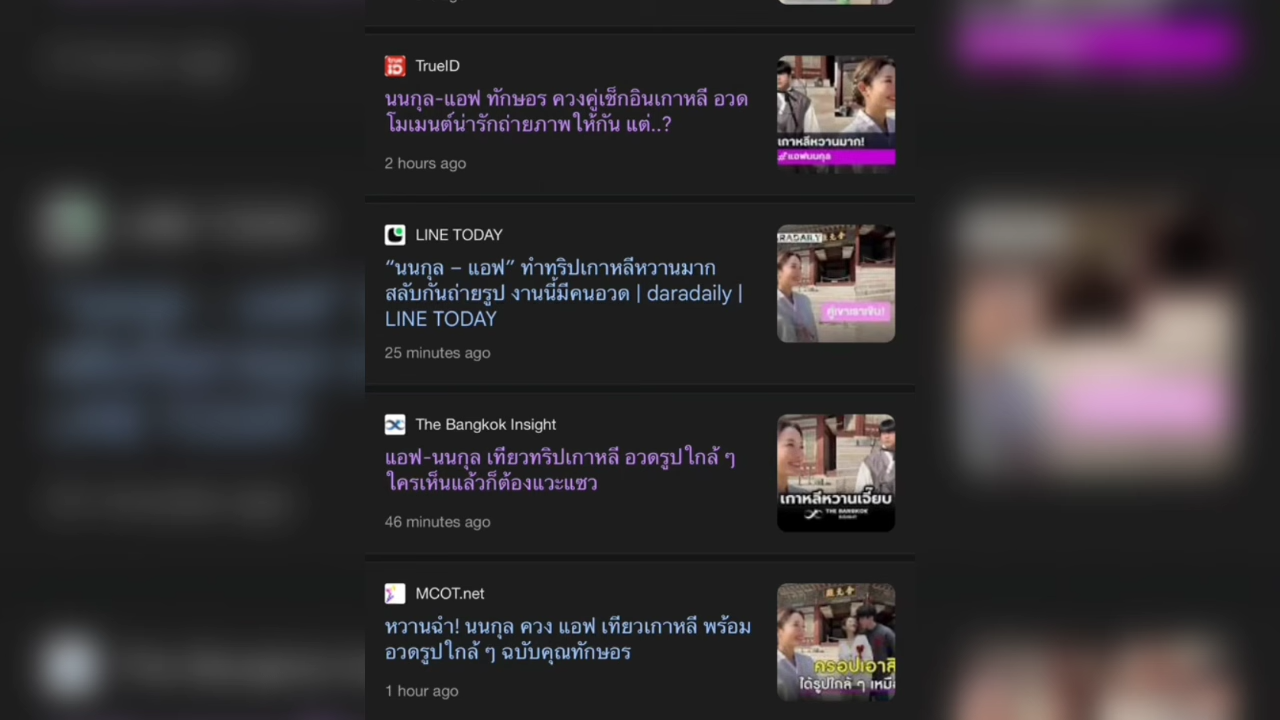 TrueID
นนกุล-แอฟ ทักษอร ควงคู่เช็กอินเกาหลี อวด
โมเมนต์น่ารักถ่ายภาพให้กัน แต่..?
เกาหลีหวานมาก!
แอฟนนกุล
2 hours ago
LINE TODAY
“นนกุล – แอฟ” ทำทริปเกาหลีหวานมาก
สลับกันถ่ายรูป งานนี้มีคนอวด | daradaily |
LINE TODAY
RADAILY
คู่เขาเราเขิน!
25 minutes ago
The Bangkok Insight
แอฟ-นนกุล เที่ยวทริปเกาหลี อวดรูปใกล้ ๆ
ใครเห็นแล้วก็ต้องแวะแซว
เกาหลีหวานเจี๊ยบ
THE BANGKOK
INSIGHT
46 minutes ago
MCOT.net
หวานฉ่ำ! นนกุล ควง แอฟ เที่ยวเกาหลี พร้อม
อวดรูปใกล้ ๆ ฉบับคุณทักษอร
ครอปเอาสิ
ได้รูปใกล้ ๆ เหมือ
1 hour ago